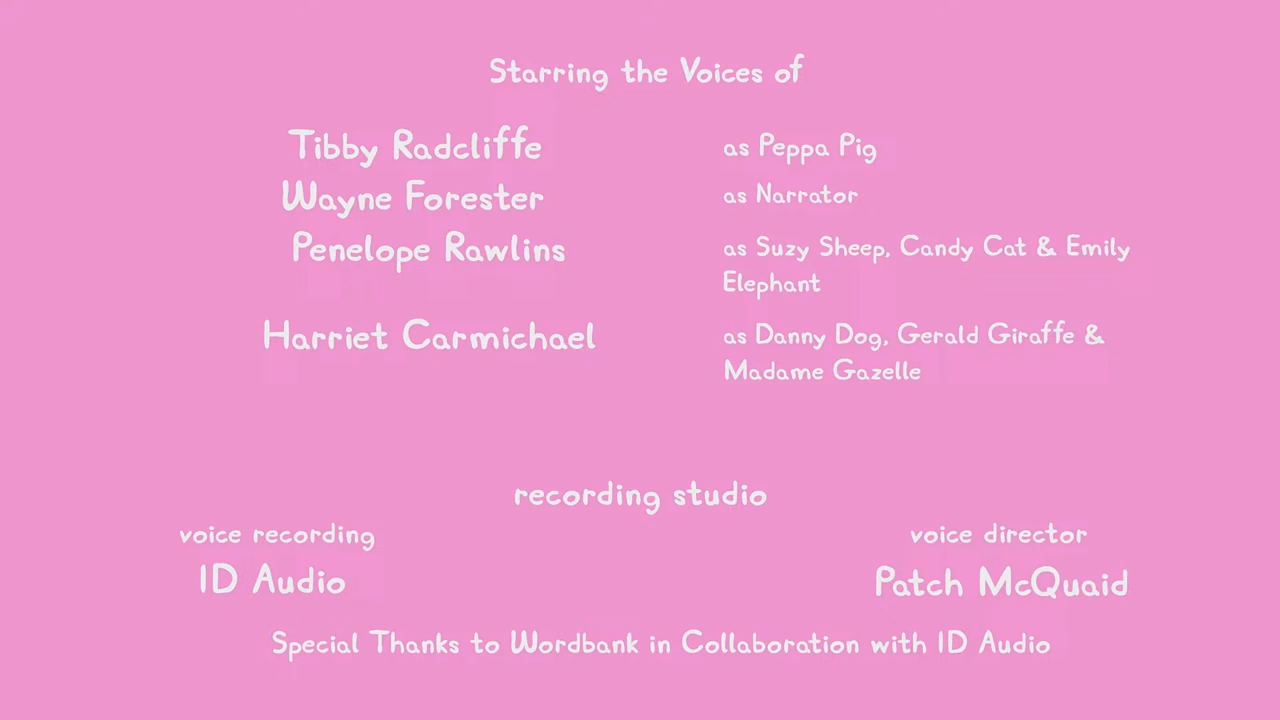 Starring the Voices of
Tibby Radcliffe as Peppa Pig
Wayne Forester as Narrator
Penelope Rawlins as Suzy Sheep, Candy Cat & Emily
Elephant
Harriet Carmichael as Danny Dog, Gerald Giraffe &
Madame Gazelle
recording studio
voice recording voice director
ID Audio Patch McQuaid
Special Thanks to Wordbank in Collaboration with ID Audio